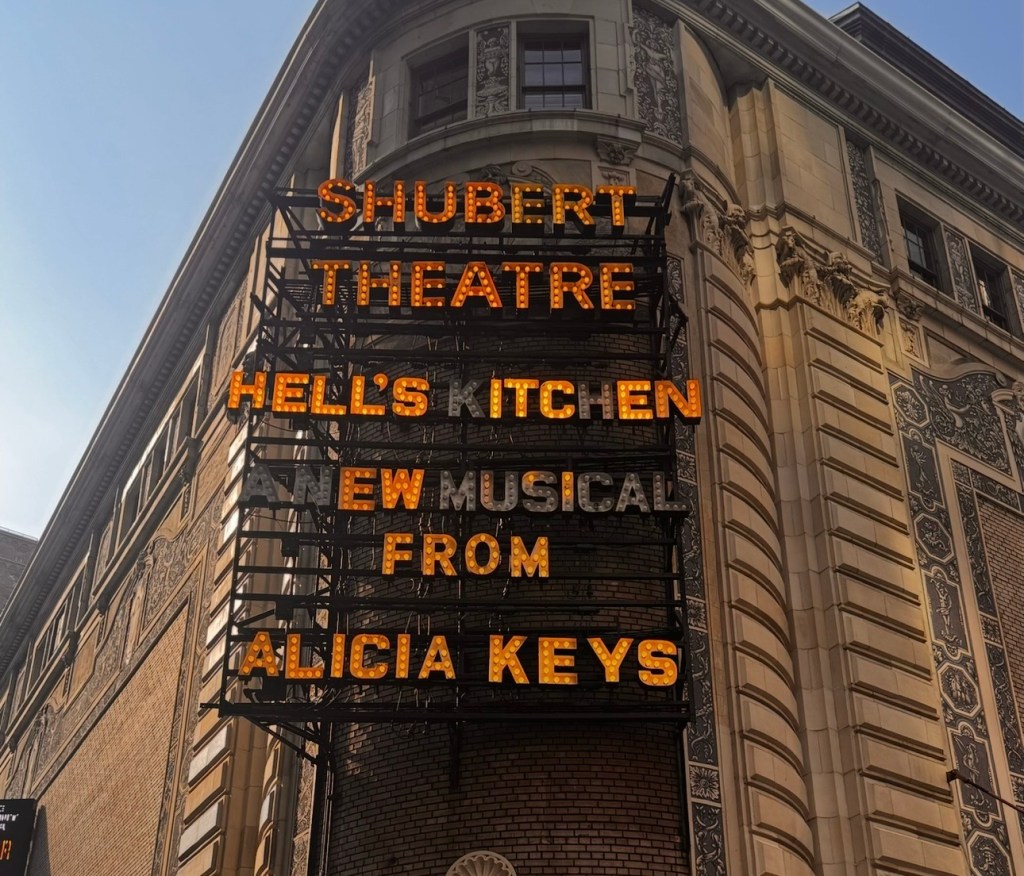 SHUBERT
THEATRE
HELL'S KITCHEN
A NEW MUSICAL
FROM
ALICIA KEYS